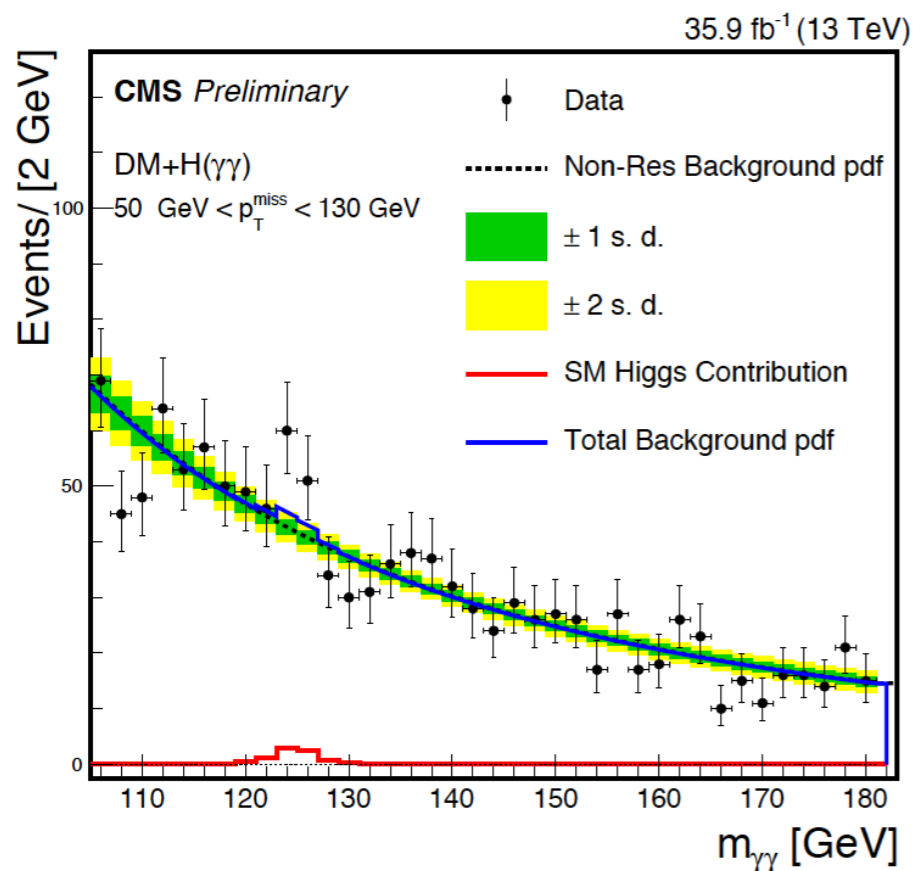 35.9 fb⁻¹ (13 TeV)
Events/ [2 GeV]
CMS Preliminary
DM+H(γγ)
50 GeV < p_T^miss < 130 GeV
Data
Non-Res Background pdf
± 1 s. d.
± 2 s. d.
SM Higgs Contribution
Total Background pdf
100
50
0
110 120 130 140 150 160 170 180
m_γγ [GeV]